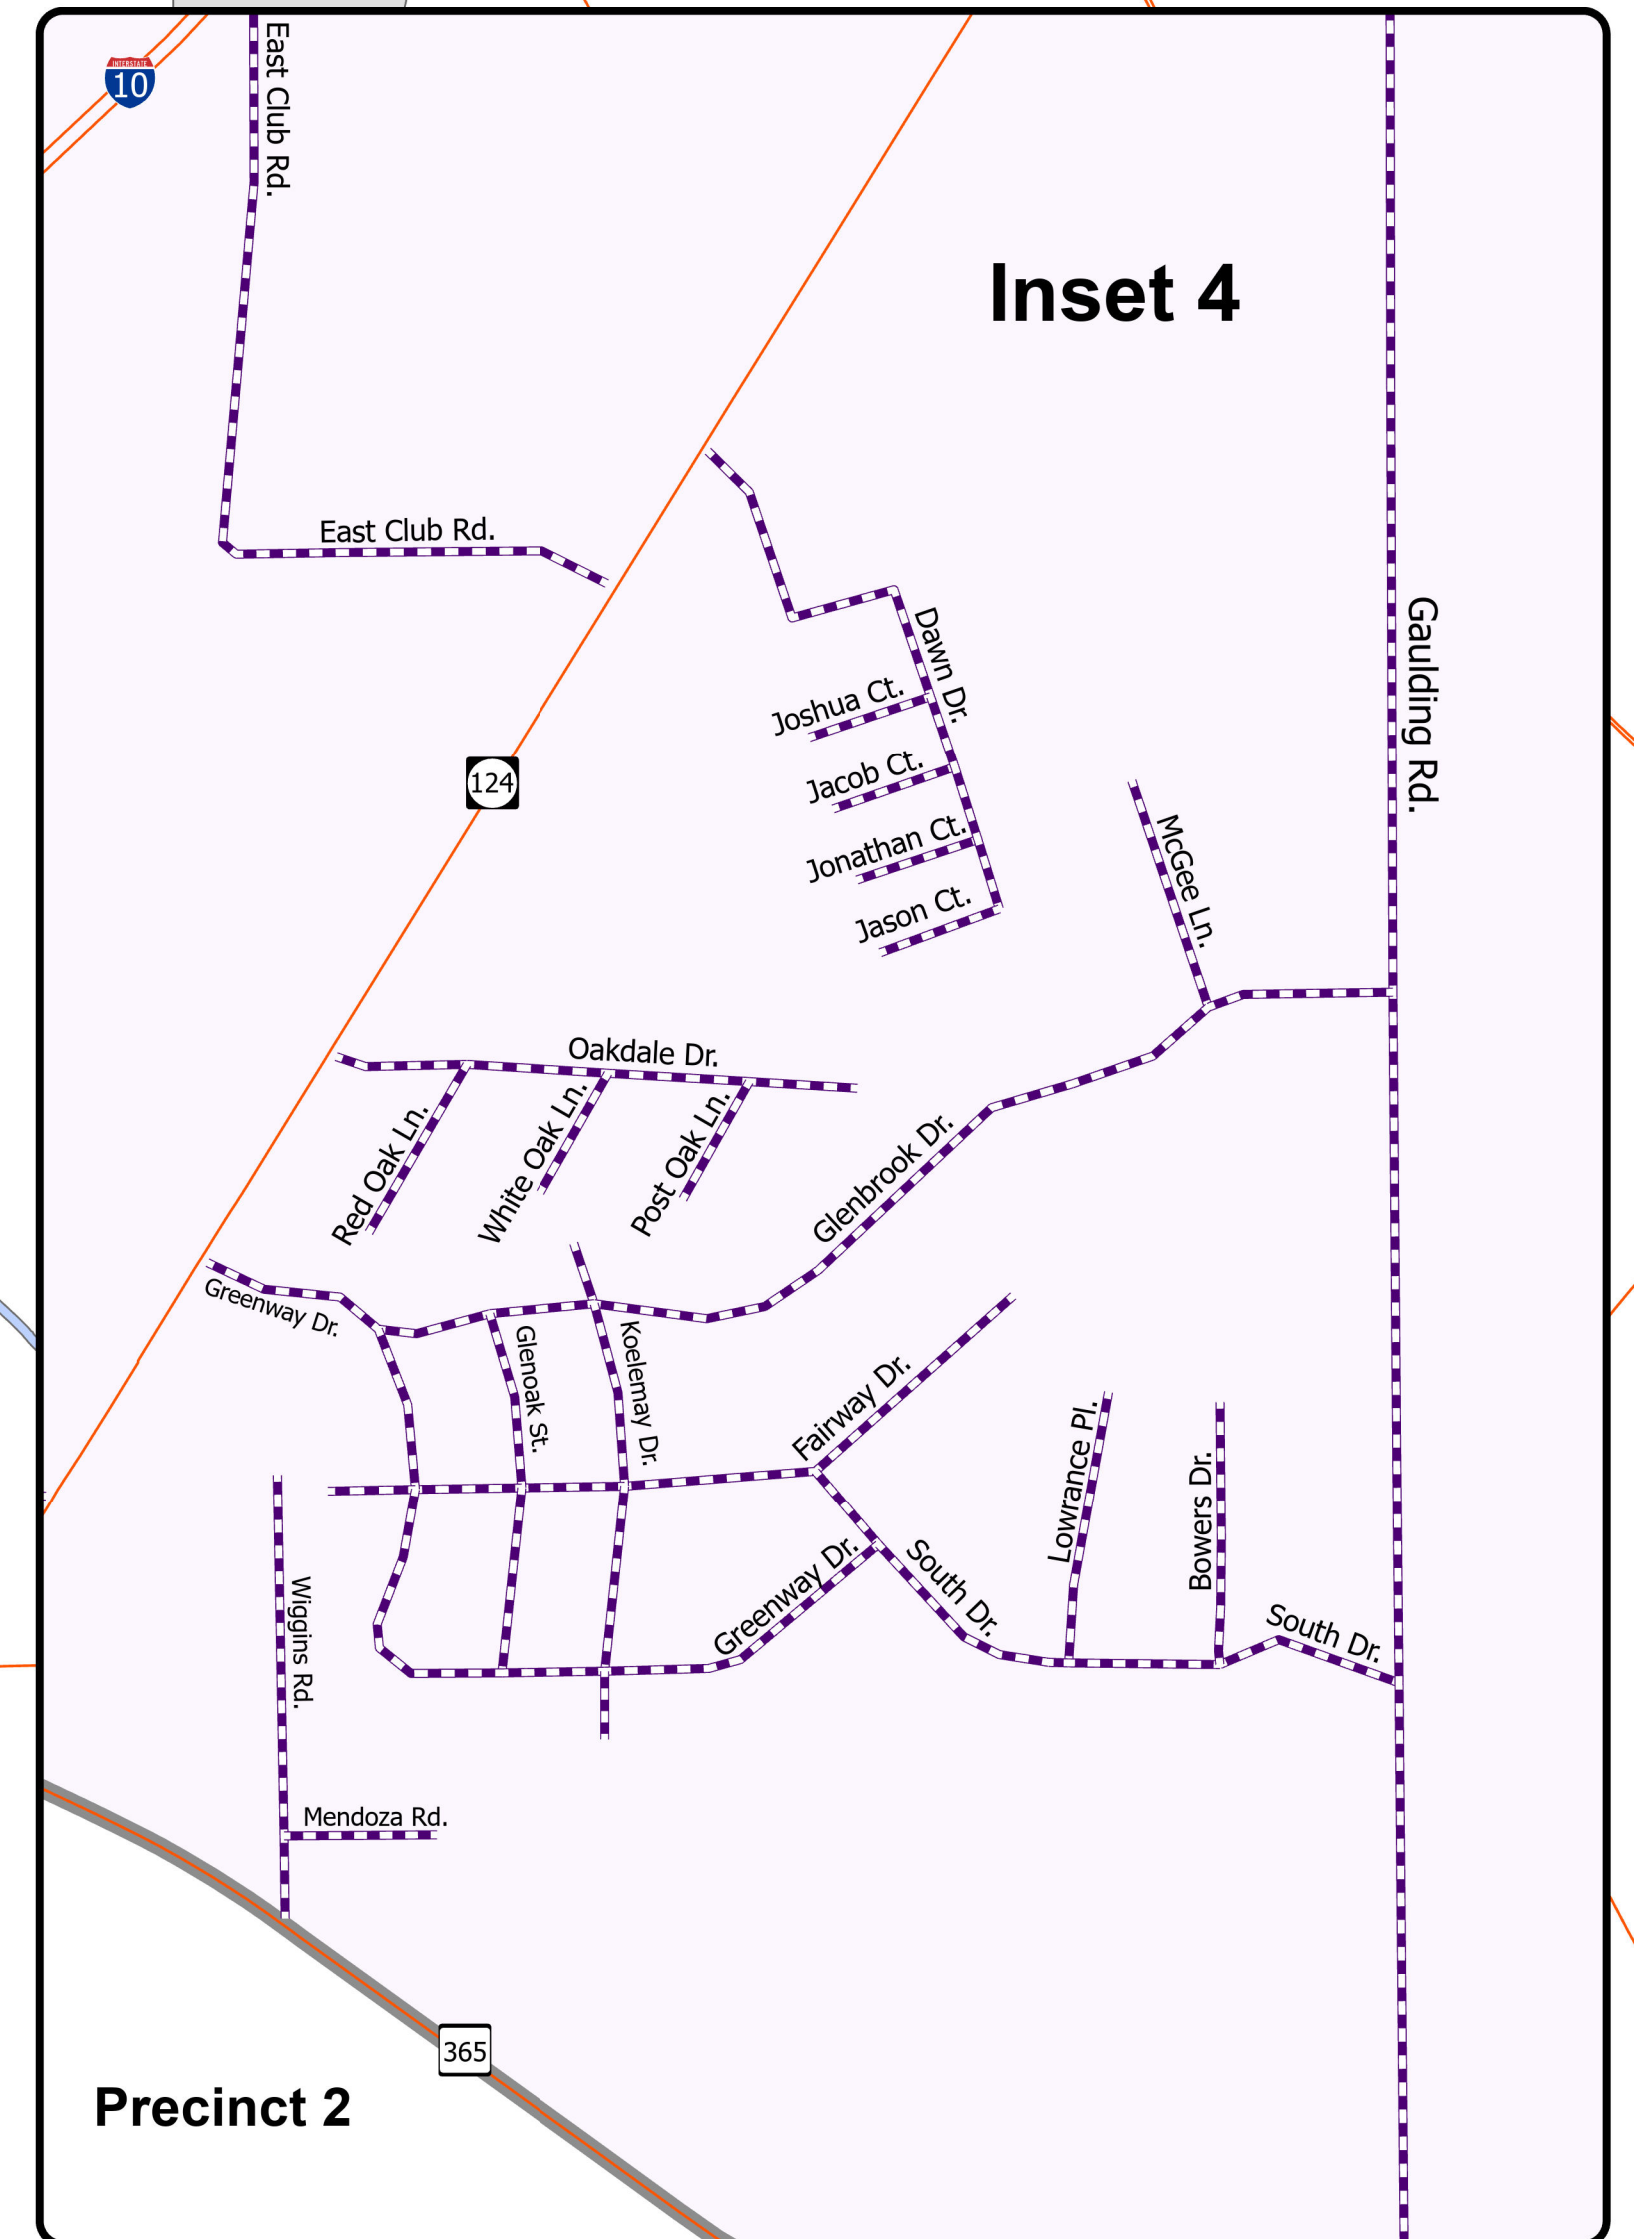 East Club Rd.
INTERSTATE
10
Inset 4
East Club Rd.
Gaulding Rd.
Dawn Dr.
Joshua Ct.
124
Jacob Ct.
Jonathan Ct.
McGee Ln.
Jason Ct.
Oakdale Dr.
Red Oak Ln.
White Oak Ln.
Post Oak Ln.
Glenbrook Dr.
Greenway Dr.
Glenoak St.
Koelemay Dr.
Fairway Dr.
Lowrance Pl.
Bowers Dr.
Greenway Dr.
South Dr.
South Dr.
Wiggins Rd.
Mendoza Rd.
365
Precinct 2